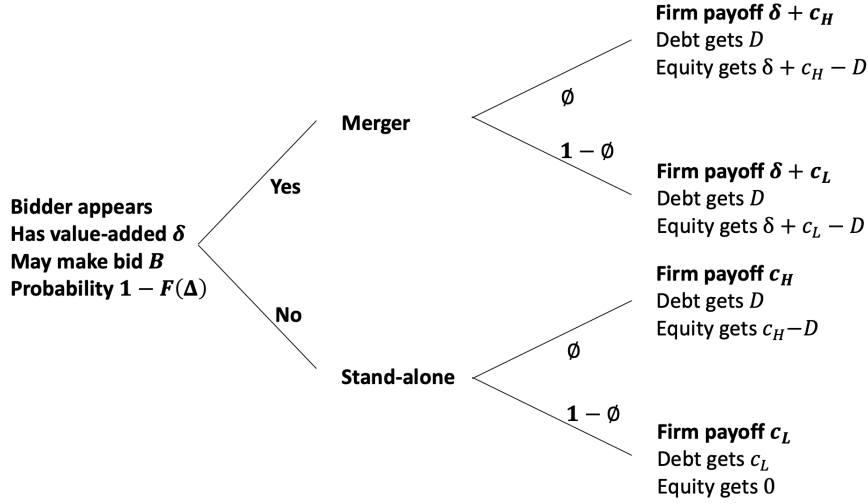 Firm payoff δ + c_H
Debt gets D
Equity gets δ + c_H − D
∅
Merger
1 − ∅
Firm payoff δ + c_L
Debt gets D
Equity gets δ + c_L − D
Yes
Bidder appears
Has value-added δ
May make bid B
Probability 1 − F(Δ)
Firm payoff c_H
Debt gets D
Equity gets c_H−D
No
∅
Stand-alone
1 − ∅
Firm payoff c_L
Debt gets c_L
Equity gets 0